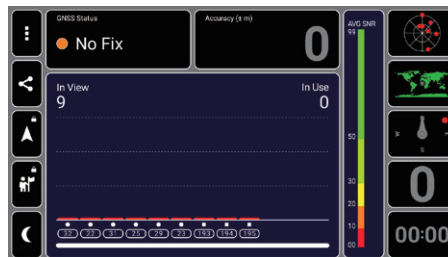 GNSS Status
No Fix
Accuracy (± m)
0
AVG SNR
99
50
30
20
10
00
In View
9
In Use
0
32 22 31 25 29 23 193 194 195
W
S
0
00:00